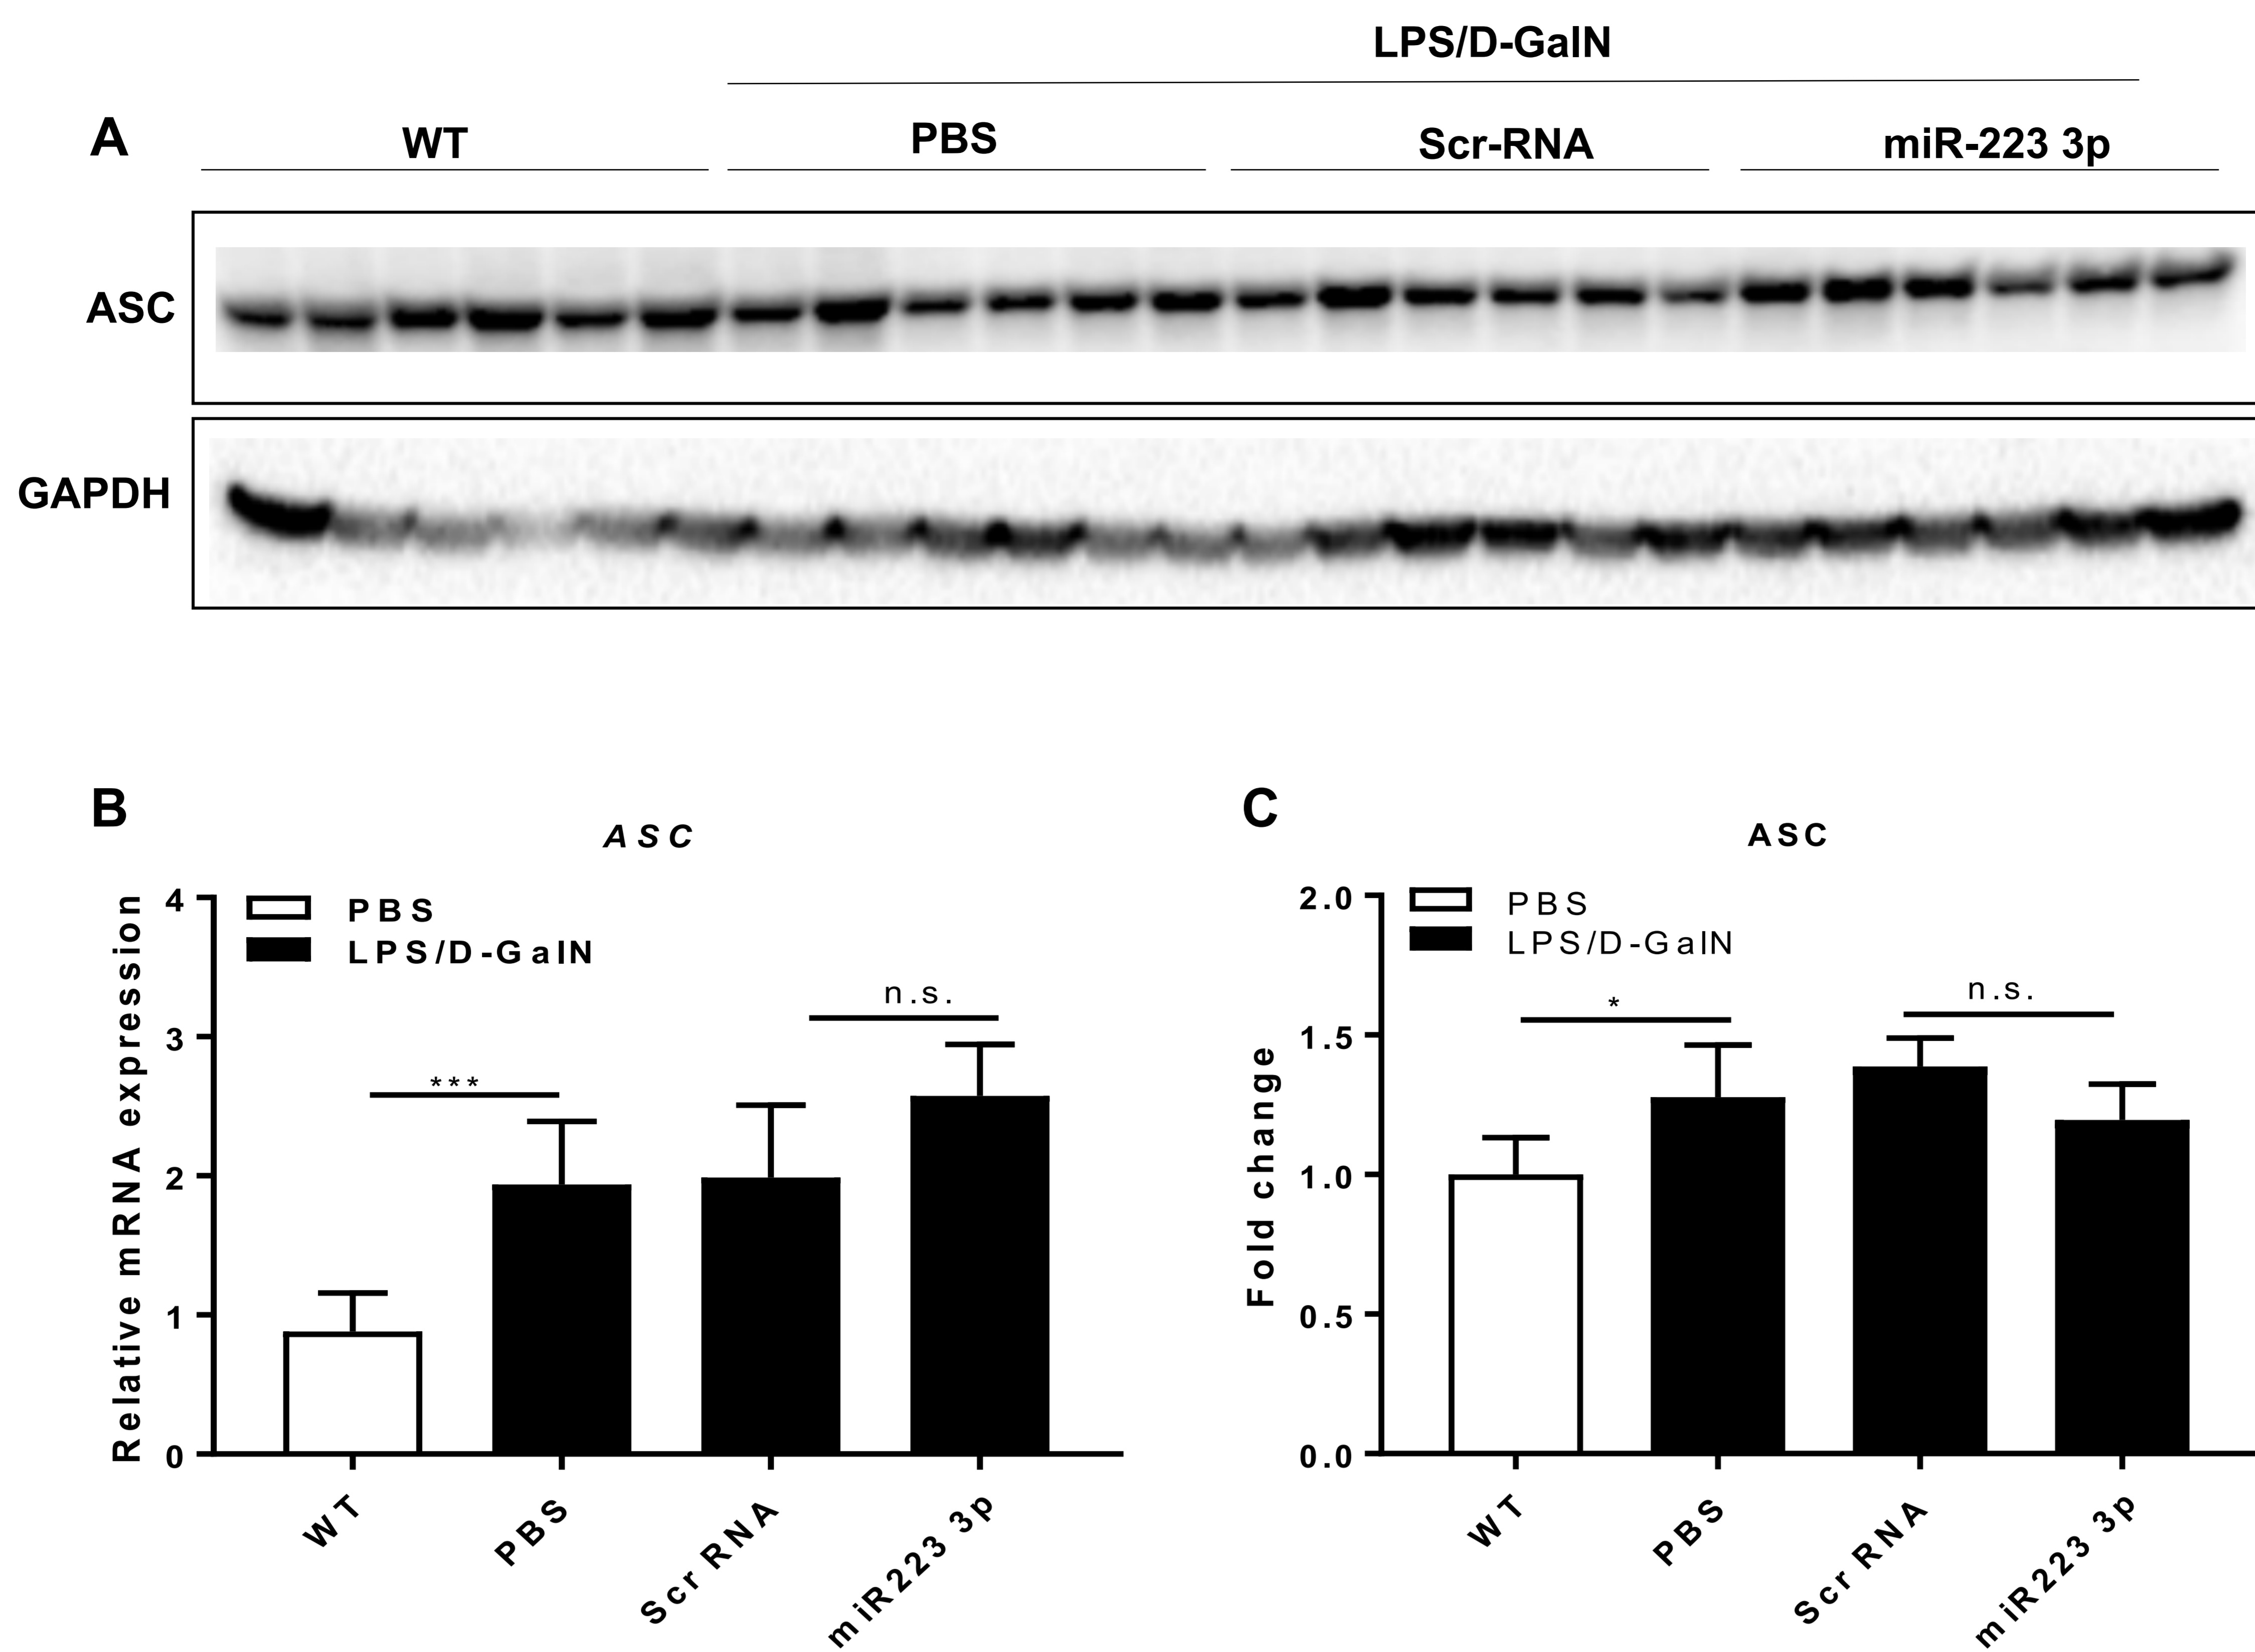 LPS/D-GalN
A
WT
PBS
Scr-RNA
miR-223 3p
ASC
GAPDH
B
ASC
Relative mRNA expression
4
3
2
1
0
PBS
LPS/D-GalN
***
n.s.
WT
PBS
Scr RNA
miR223 3p
C
ASC
Fold change
2.0
1.5
1.0
0.5
0.0
PBS
LPS/D-GalN
*
n.s.
WT
PBS
Scr RNA
miR223 3p